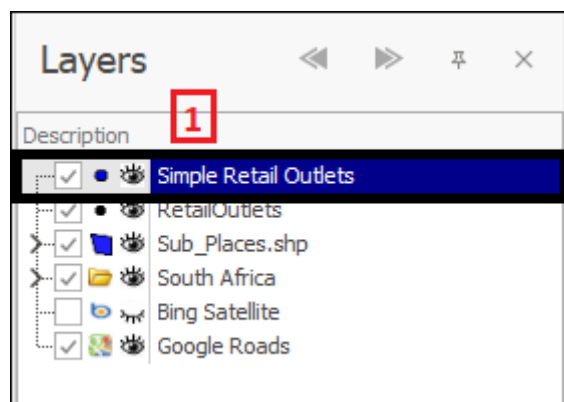 Layers
1
Description
Simple Retail Outlets
RetailOutlets
Sub_Places.shp
South Africa
Bing Satellite
Google Roads